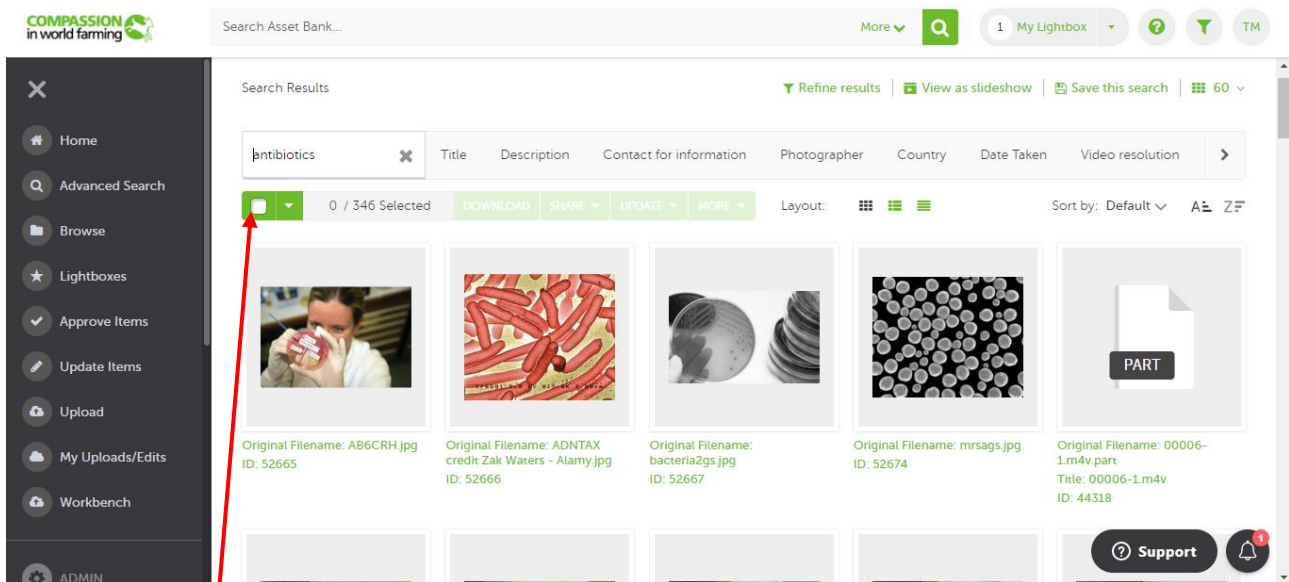 COMPASSION
in world farming
Search Asset Bank...
More
1 My Lightbox
TM
Home
Advanced Search
Browse
Lightboxes
Approve Items
Update Items
Upload
My Uploads/Edits
Workbench
ADMIN
Search Results
Refine results
View as slideshow
Save this search
60
antibiotics
Title
Description
Contact for information
Photographer
Country
Date Taken
Video resolution
0 / 346 Selected
DOWNLOAD
SHARE
UPDATE
MORE
Layout:
Sort by: Default
A
Z
Original Filename: AB6CRH.jpg
ID: 52665
Original Filename: ADNTAX
credit Zak Waters - Alamy.jpg
ID: 52666
Original Filename:
bacteria2gs.jpg
ID: 52667
Original Filename: mrsags.jpg
ID: 52674
PART
Original Filename: 00006-
1.m4v.part
Title: 00006-1.m4v
ID: 44318
Support
1